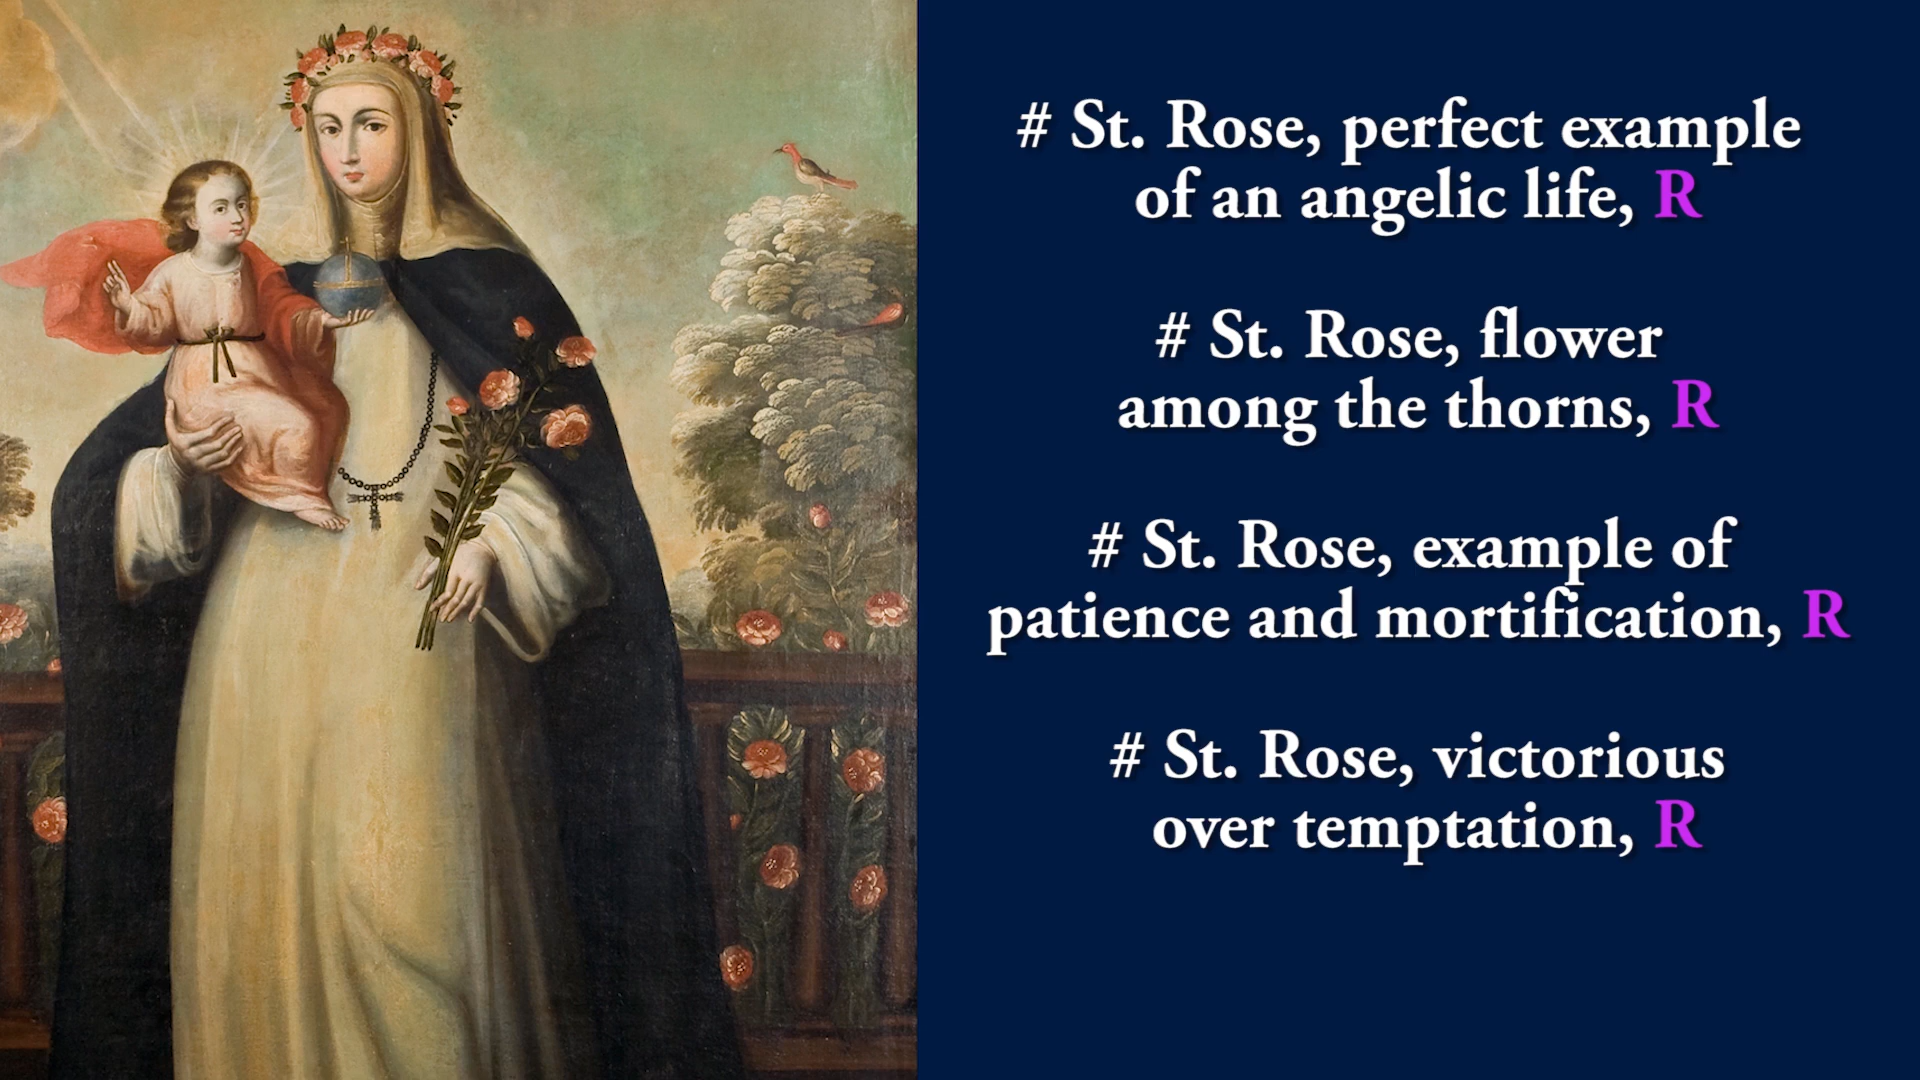 # St. Rose, perfect example
of an angelic life, R
# St. Rose, flower
among the thorns, R
# St. Rose, example of
patience and mortification, R
# St. Rose, victorious
over temptation, R